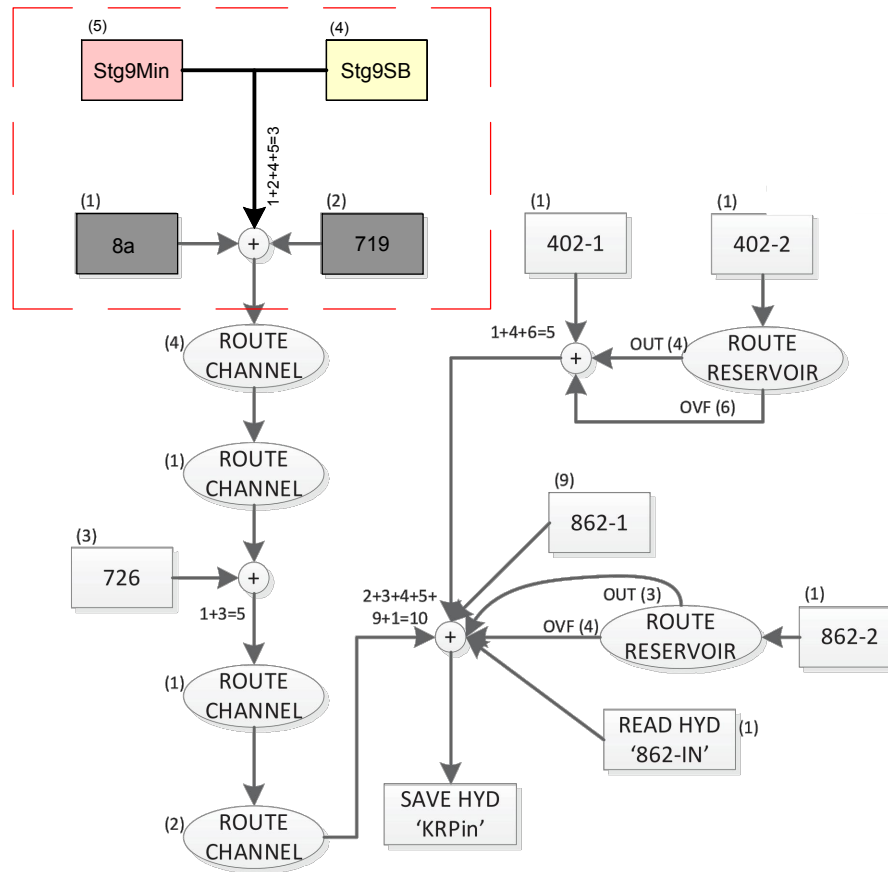 (5)
(4)
Stg9Min
Stg9SB
1+2+4+5=3
(1)
(2)
8a
+
719
(4)
ROUTE
CHANNEL
(1)
ROUTE
CHANNEL
(3)
726
+
1+3=5
(1)
ROUTE
CHANNEL
(2)
ROUTE
CHANNEL
(1)
(1)
402-1
402-2
1+4+6=5
+
OUT (4)
ROUTE
RESERVOIR
OVF (6)
(9)
862-1
2+3+4+5+
9+1=10
+
OUT (3)
OVF (4)
ROUTE
RESERVOIR
(1)
862-2
READ HYD
‘862-IN’
(1)
SAVE HYD
‘KRPin’